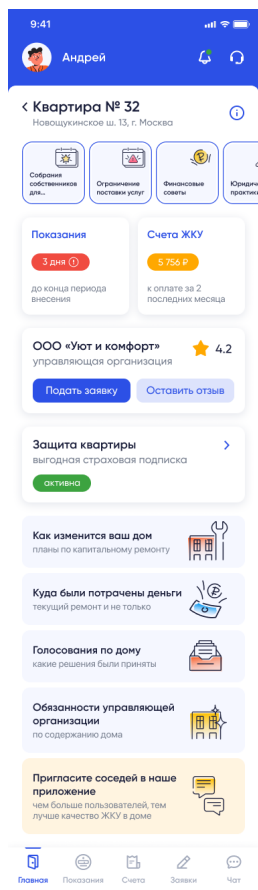 9:41
Андрей
Квартира № 32
Новощукинское ш. 13, г. Москва
Собрания
собственников
для...
Ограничение
поставки услуг
Финансовые
советы
Юридич
практик
Показания
Счета ЖКУ
3 дня
5 756 ₽
до конца периода
внесения
к оплате за 2
последних месяца
ООО «Уют и комфорт»
4.2
управляющая организация
Подать заявку
Оставить отзыв
Защита квартиры
выгодная страховая подписка
активна
Как изменится ваш дом
планы по капитальному ремонту
Куда были потрачены деньги
текущий ремонт и не только
Голосования по дому
какие решения были приняты
Обязанности управляющей
организации
по содержанию дома
Пригласите соседей в наше
приложение
чем больше пользователей, тем
лучше качество ЖКУ в доме
Главная
Показания
Счета
Заявки
Чат